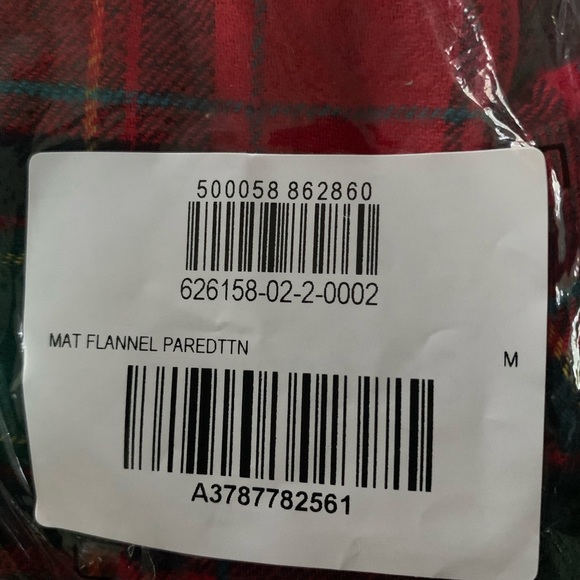 500058 862860
626158-02-2-0002
MAT FLANNEL PAREDTTN M
A3787782561